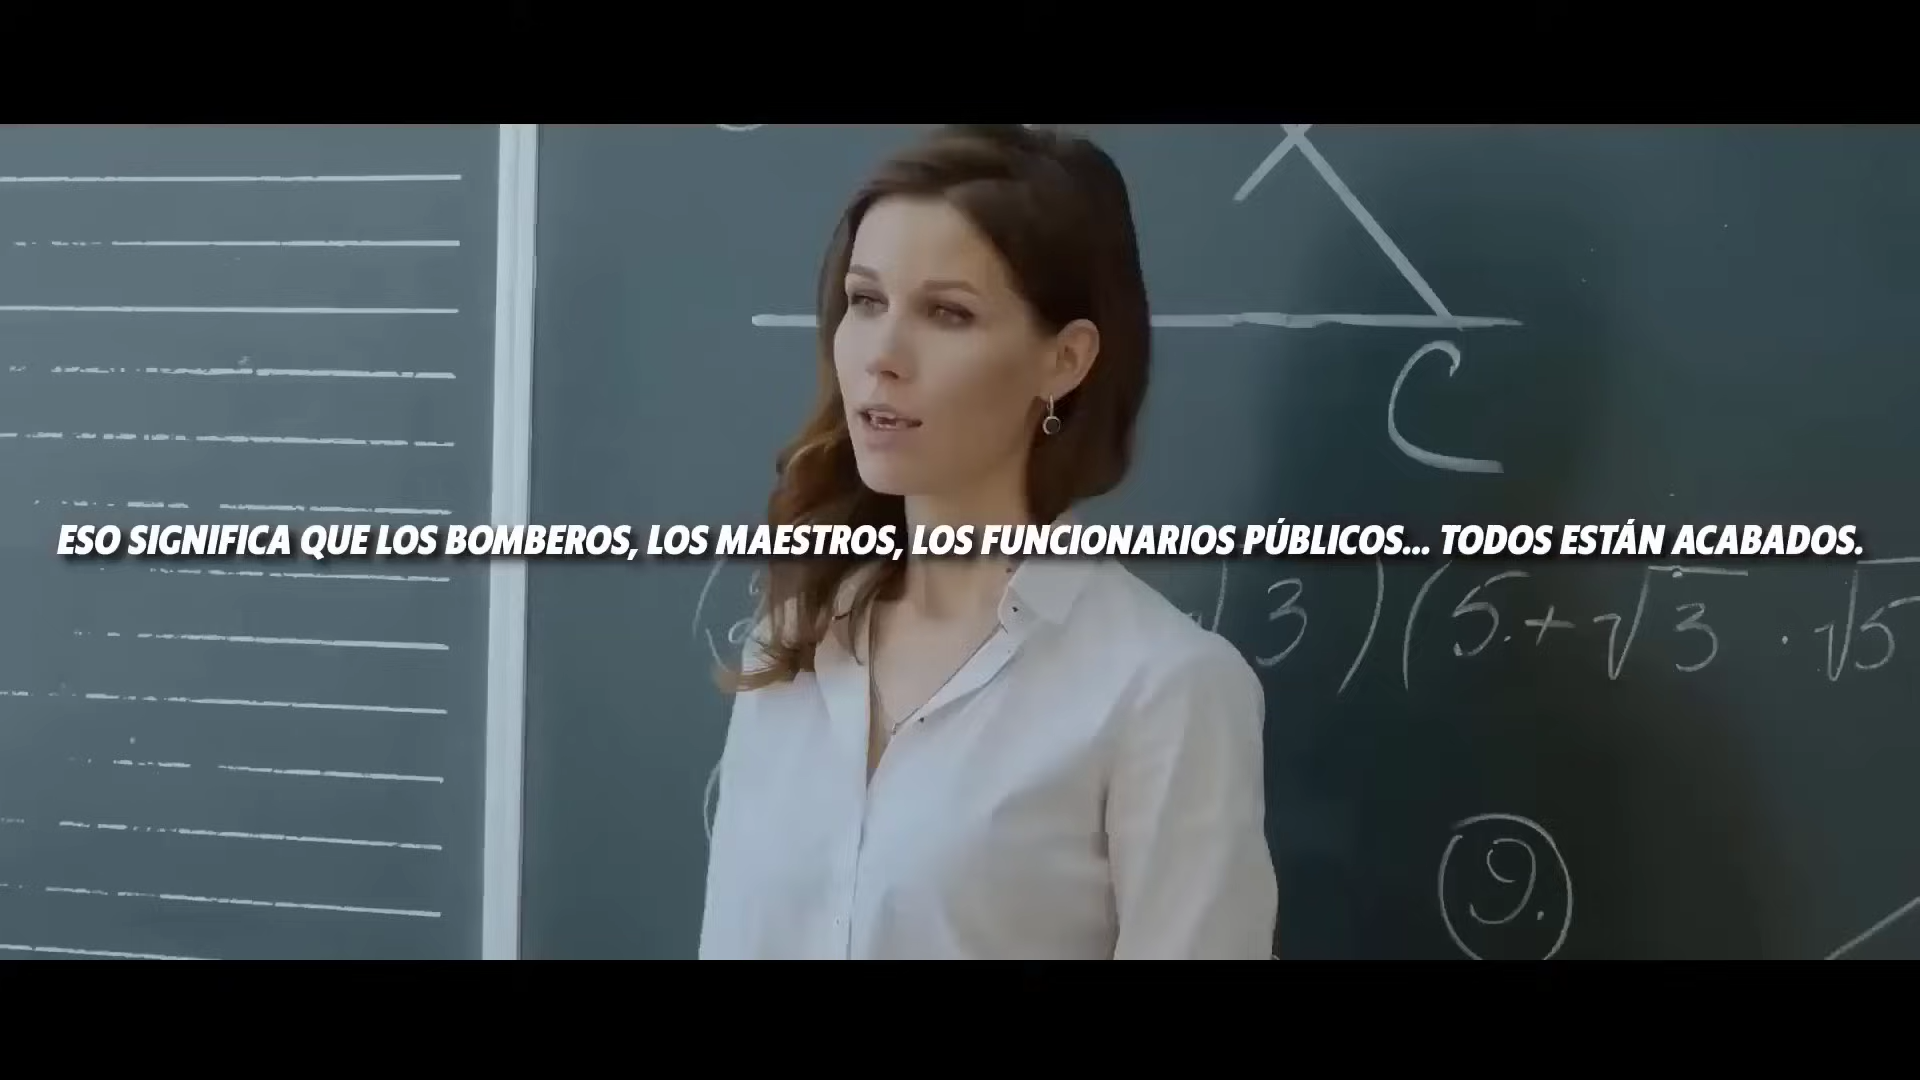 C
ESO SIGNIFICA QUE LOS BOMBEROS, LOS MAESTROS, LOS FUNCIONARIOS PÚBLICOS... TODOS ESTÁN ACABADOS.
3)(5+√3·√5
9.